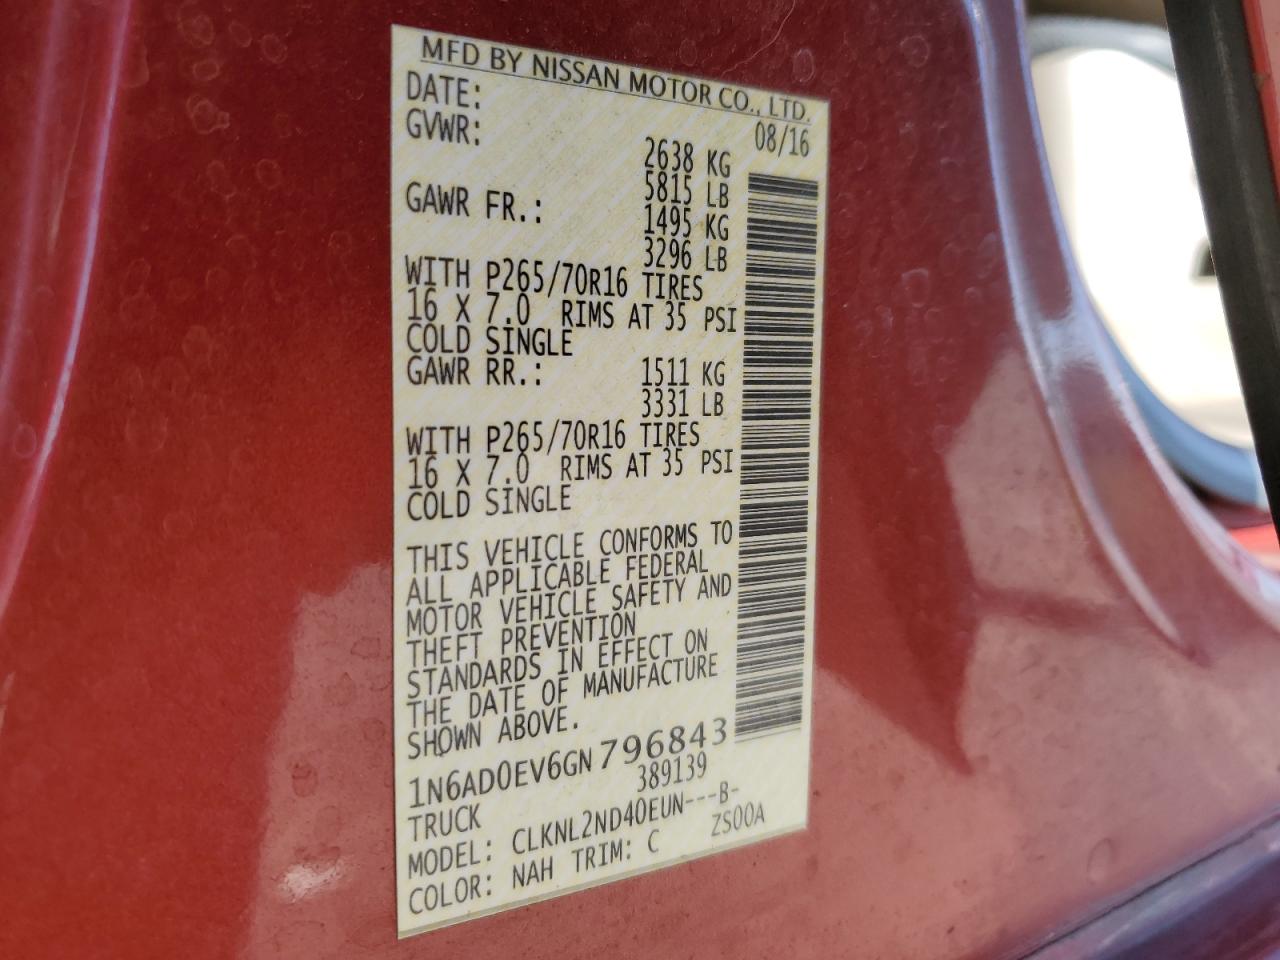 MFD BY NISSAN MOTOR CO., LTD.
DATE: 08/16
GVWR: 2638 KG
5815 LB
GAWR FR.: 1495 KG
3296 LB
WITH P265/70R16 TIRES
16 X 7.0 RIMS AT 35 PSI
COLD SINGLE
GAWR RR.: 1511 KG
3331 LB
WITH P265/70R16 TIRES
16 X 7.0 RIMS AT 35 PSI
COLD SINGLE
THIS VEHICLE CONFORMS TO
ALL APPLICABLE FEDERAL
MOTOR VEHICLE SAFETY AND
THEFT PREVENTION
STANDARDS IN EFFECT ON
THE DATE OF MANUFACTURE
SHOWN ABOVE.
1N6AD0EV6GN796843
TRUCK 389139
MODEL: CLKNL2ND40EUN---B-
COLOR: NAH TRIM: C ZS00A